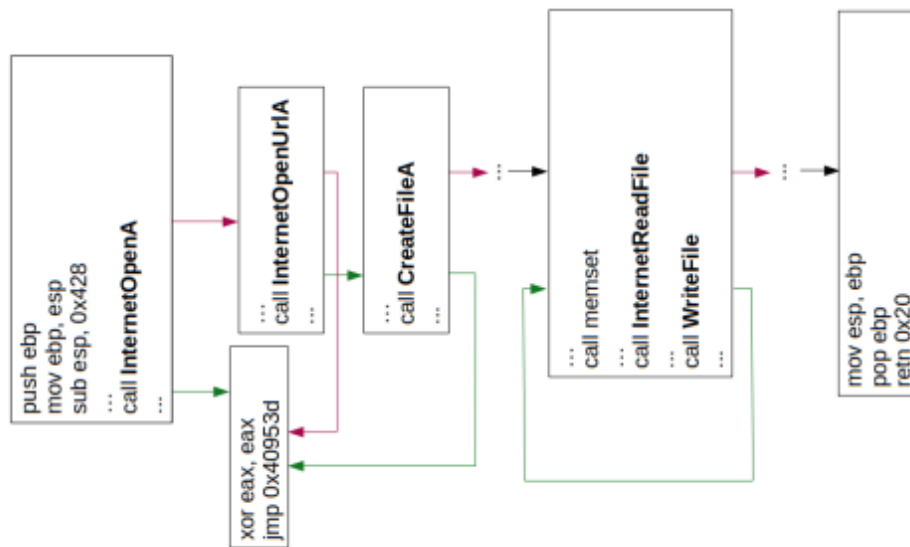 push ebp
mov ebp, esp
sub esp, 0x428
...
call InternetOpenA
...
xor eax, eax
jmp 0x40953d
...
call InternetOpenUrlA
...
...
call CreateFileA
...
...
...
call memset
...
call InternetReadFile
...
call WriteFile
...
...
mov esp, ebp
pop ebp
retn 0x20